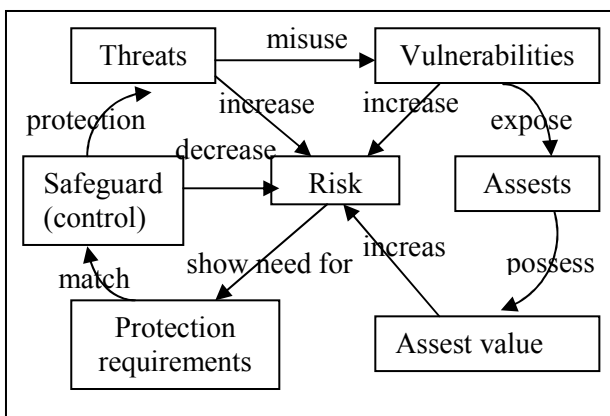 Threats
misuse
Vulnerabilities
protection
increase
increase
expose
decrease
Safeguard
(control)
Risk
Assests
match
show need for
increas
possess
Protection
requirements
Assest value